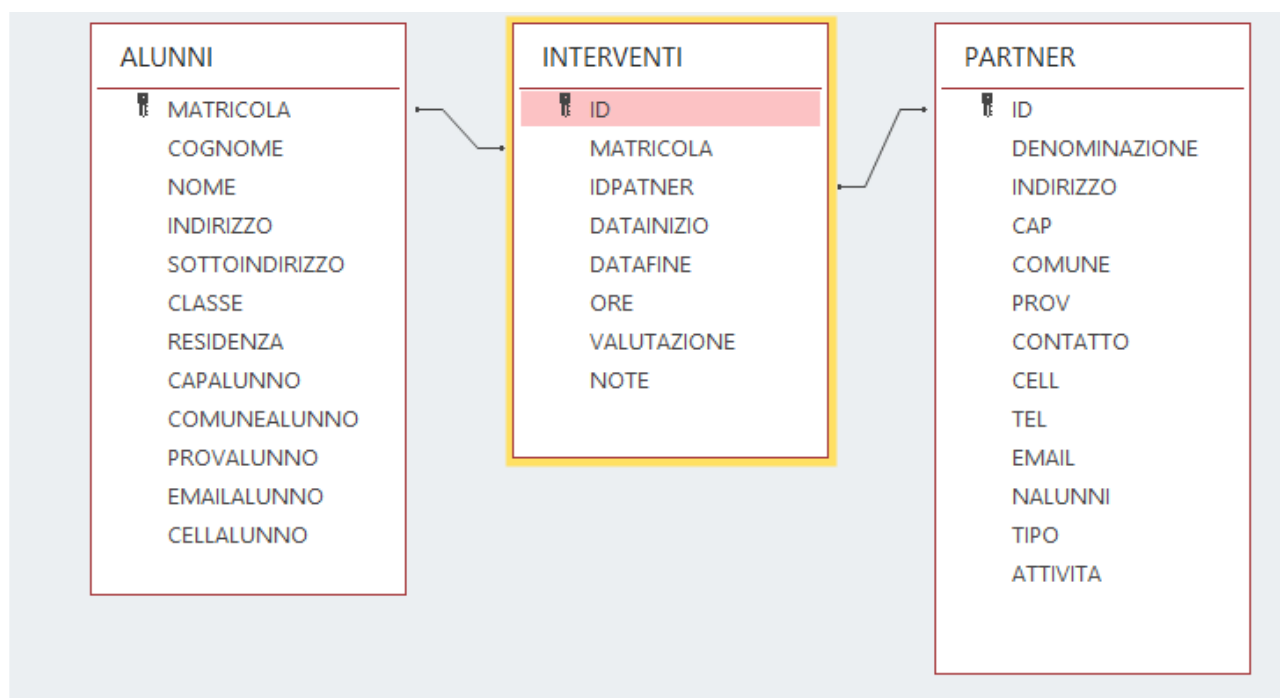 ALUNNI
MATRICOLA
COGNOME
NOME
INDIRIZZO
SOTTOINDIRIZZO
CLASSE
RESIDENZA
CAPALUNNO
COMUNEALUNNO
PROVALUNNO
EMAILALUNNO
CELLALUNNO
INTERVENTI
ID
MATRICOLA
IDPATNER
DATAINIZIO
DATAFINE
ORE
VALUTAZIONE
NOTE
PARTNER
ID
DENOMINAZIONE
INDIRIZZO
CAP
COMUNE
PROV
CONTATTO
CELL
TEL
EMAIL
NALUNNI
TIPO
ATTIVITA